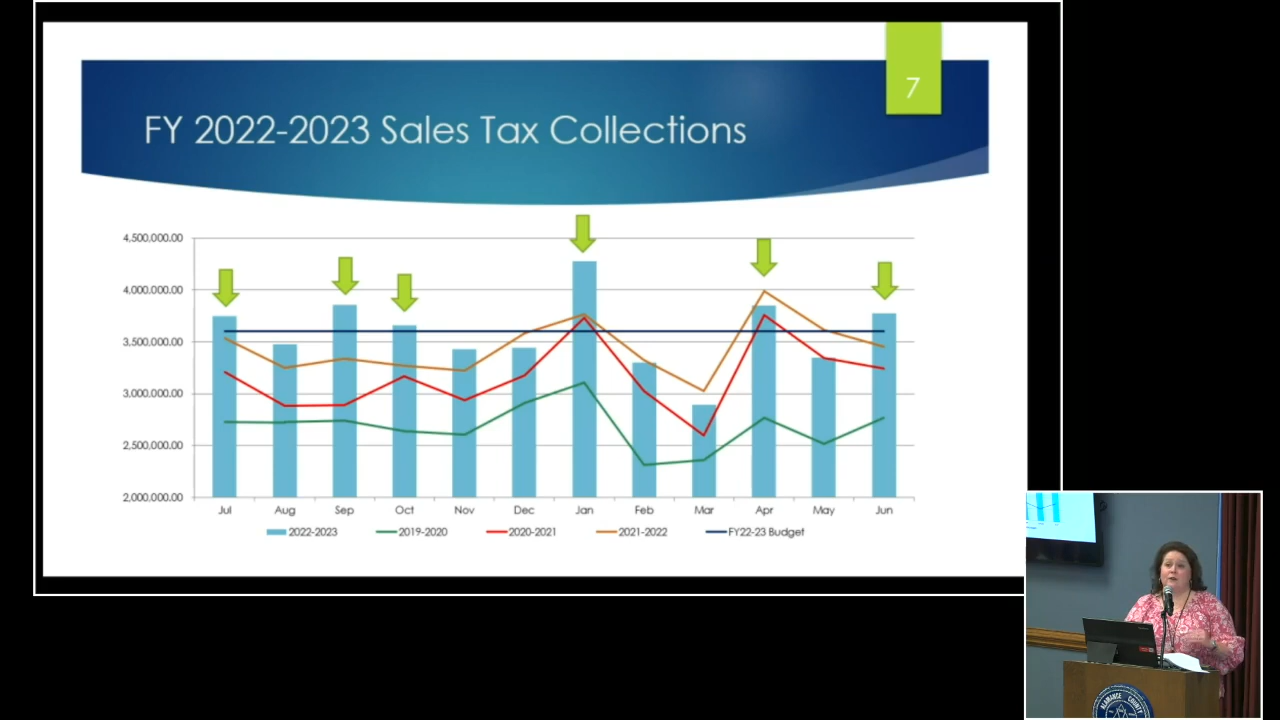 7
FY 2022-2023 Sales Tax Collections
4,500,000.00
4,000,000.00
3,500,000.00
3,000,000.00
2,500,000.00
2,000,000.00
Jul Aug Sep Oct Nov Dec Jan Feb Mar Apr May Jun
2022-2023 2019-2020 2020-2021 2021-2022 FY22-23 Budget
ALAMANCE COUNTY